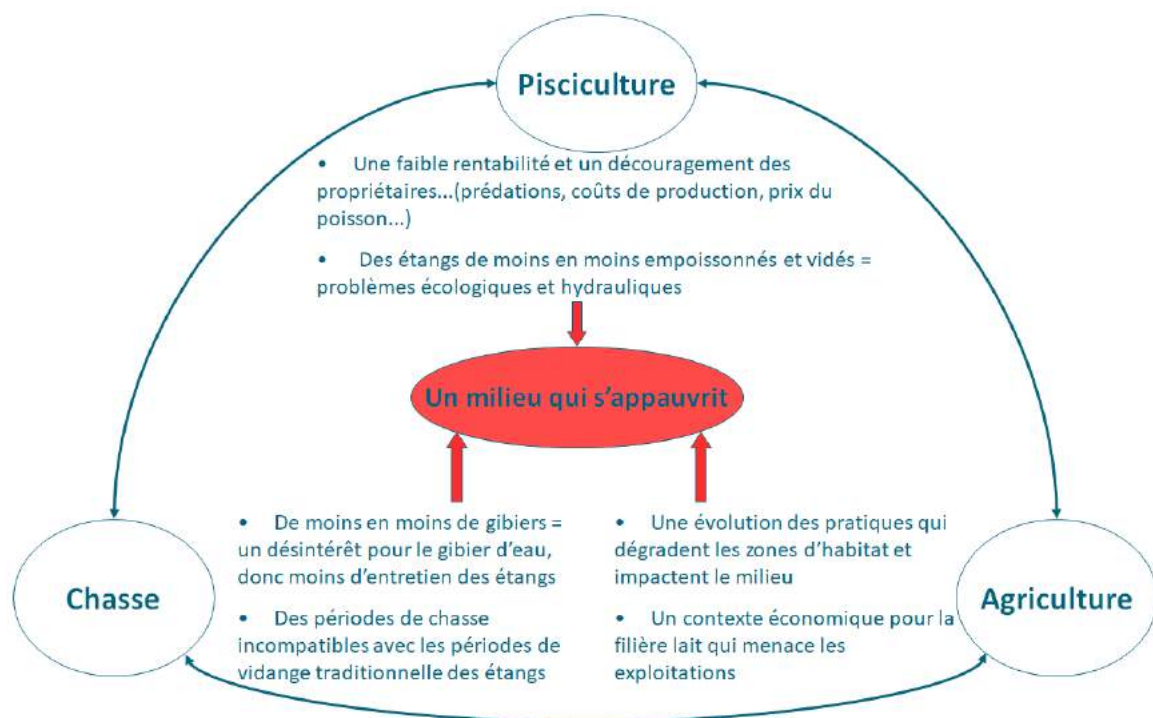 Pisciculture
• Une faible rentabilité et un découragement des
propriétaires...(prédations, coûts de production, prix du
poisson...)
• Des étangs de moins en moins empoissonnés et vidés =
problèmes écologiques et hydrauliques
Un milieu qui s'appauvrit
Chasse
• De moins en moins de gibiers =
un désintérêt pour le gibier d'eau,
donc moins d'entretien des étangs
• Des périodes de chasse
incompatibles avec les périodes de
vidange traditionnelle des étangs
• Une évolution des pratiques qui
dégradent les zones d'habitat et
impactent le milieu
• Un contexte économique pour la
filière lait qui menace les
exploitations
Agriculture